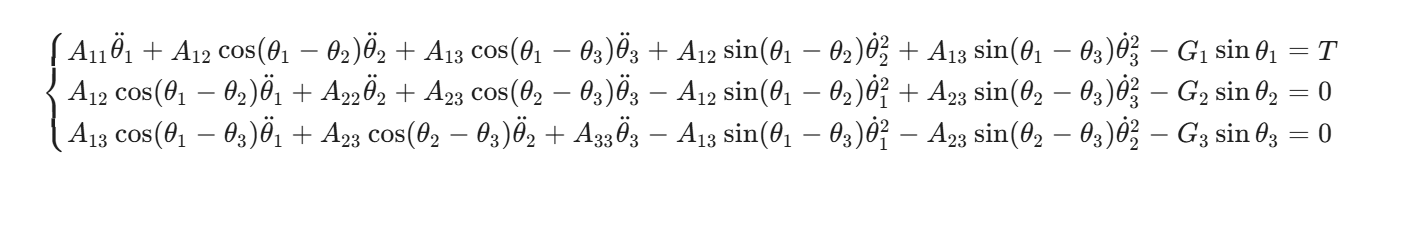 A₁₁θ̈₁ + A₁₂ cos(θ₁ − θ₂)θ̈₂ + A₁₃ cos(θ₁ − θ₃)θ̈₃ + A₁₂ sin(θ₁ − θ₂)θ̇₂² + A₁₃ sin(θ₁ − θ₃)θ̇₃² − G₁ sin θ₁ = T
A₁₂ cos(θ₁ − θ₂)θ̈₁ + A₂₂θ̈₂ + A₂₃ cos(θ₂ − θ₃)θ̈₃ − A₁₂ sin(θ₁ − θ₂)θ̇₁² + A₂₃ sin(θ₂ − θ₃)θ̇₃² − G₂ sin θ₂ = 0
A₁₃ cos(θ₁ − θ₃)θ̈₁ + A₂₃ cos(θ₂ − θ₃)θ̈₂ + A₃₃θ̈₃ − A₁₃ sin(θ₁ − θ₃)θ̇₁² − A₂₃ sin(θ₂ − θ₃)θ̇₂² − G₃ sin θ₃ = 0